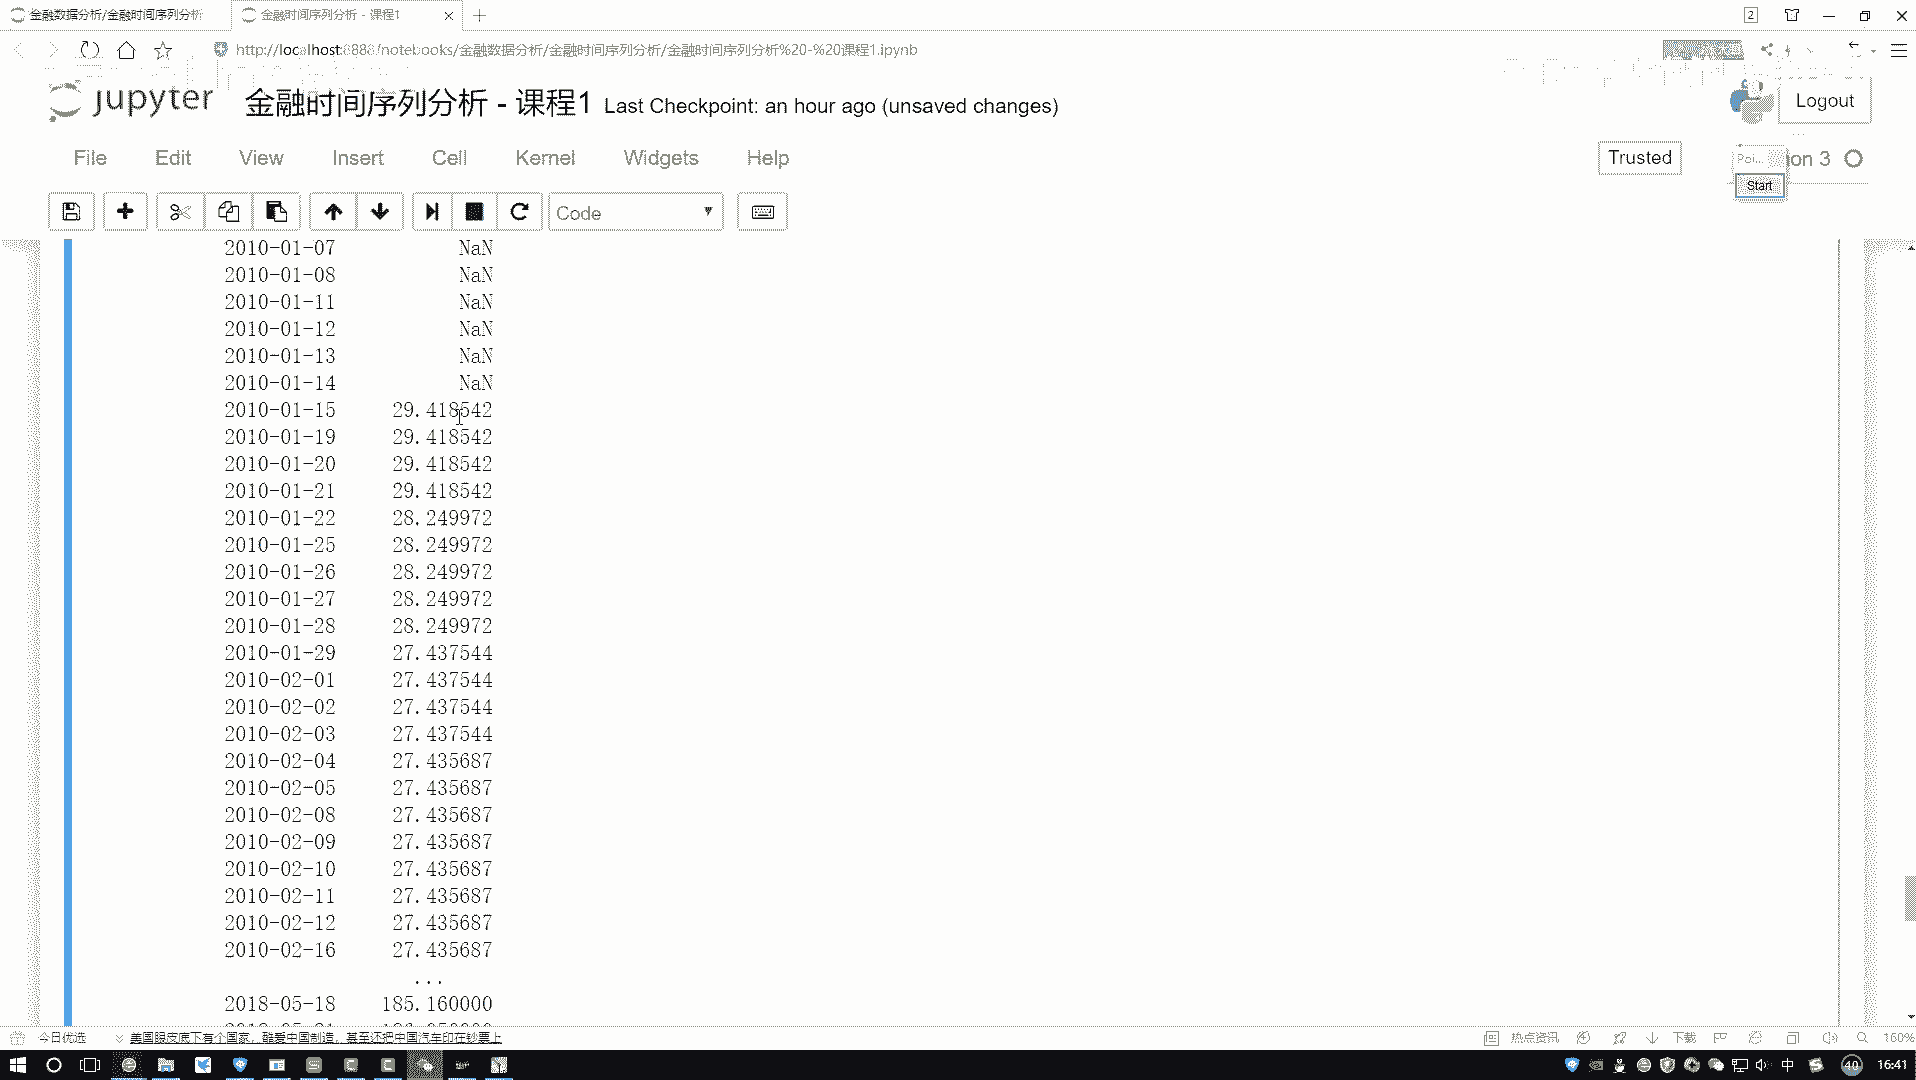 金融数据分析/金融时间序列分析
金融时间序列分析 - 课程1
2
http://localhost:8888/notebooks/金融数据分析/金融时间序列分析/金融时间序列分析%20-%20课程1.ipynb
jupyter 金融时间序列分析 - 课程1 Last Checkpoint: an hour ago (unsaved changes)
Logout
File Edit View Insert Cell Kernel Widgets Help
Trusted
on 3
Poi...
Start
Code
2010-01-07 NaN
2010-01-08 NaN
2010-01-11 NaN
2010-01-12 NaN
2010-01-13 NaN
2010-01-14 NaN
2010-01-15 29.418542
2010-01-19 29.418542
2010-01-20 29.418542
2010-01-21 29.418542
2010-01-22 28.249972
2010-01-25 28.249972
2010-01-26 28.249972
2010-01-27 28.249972
2010-01-28 28.249972
2010-01-29 27.437544
2010-02-01 27.437544
2010-02-02 27.437544
2010-02-03 27.437544
2010-02-04 27.435687
2010-02-05 27.435687
2010-02-08 27.435687
2010-02-09 27.435687
2010-02-10 27.435687
2010-02-11 27.435687
2010-02-12 27.435687
2010-02-16 27.435687
...
2018-05-18 185.160000
今日优选
美国眼皮底下有个国家，酷爱中国制造，甚至还把中国汽车印在钞票上
热点资讯
下载
160%
中
40
16:41